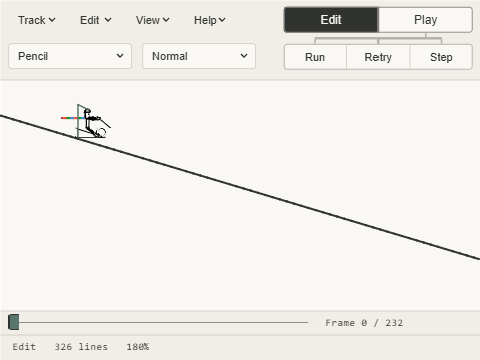 Track Edit View Help Edit Play
Pencil Normal Run Retry Step
Frame 0 / 232
Edit 326 lines 180%